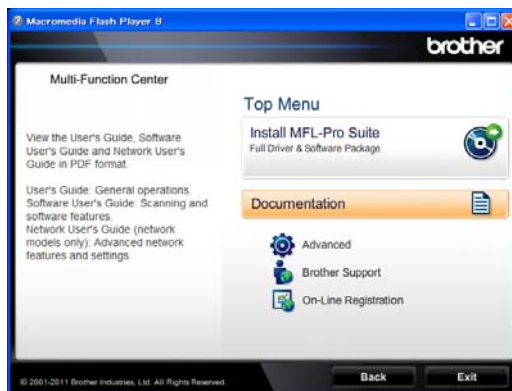 Macromedia Flash Player 8
brother
Multi-Function Center
Top Menu
Install MFL-Pro Suite
Full Driver & Software Package
View the User's Guide, Software
User's Guide and Network User's
Guide in PDF format.
User's Guide: General operations.
Software User's Guide: Scanning and
software features.
Network User's Guide (network
models only): Advanced network
features and settings
Documentation
Advanced
Brother Support
On-Line Registration
© 2001-2011 Brother Industries, Ltd. All Rights Reserved.
Back
Exit